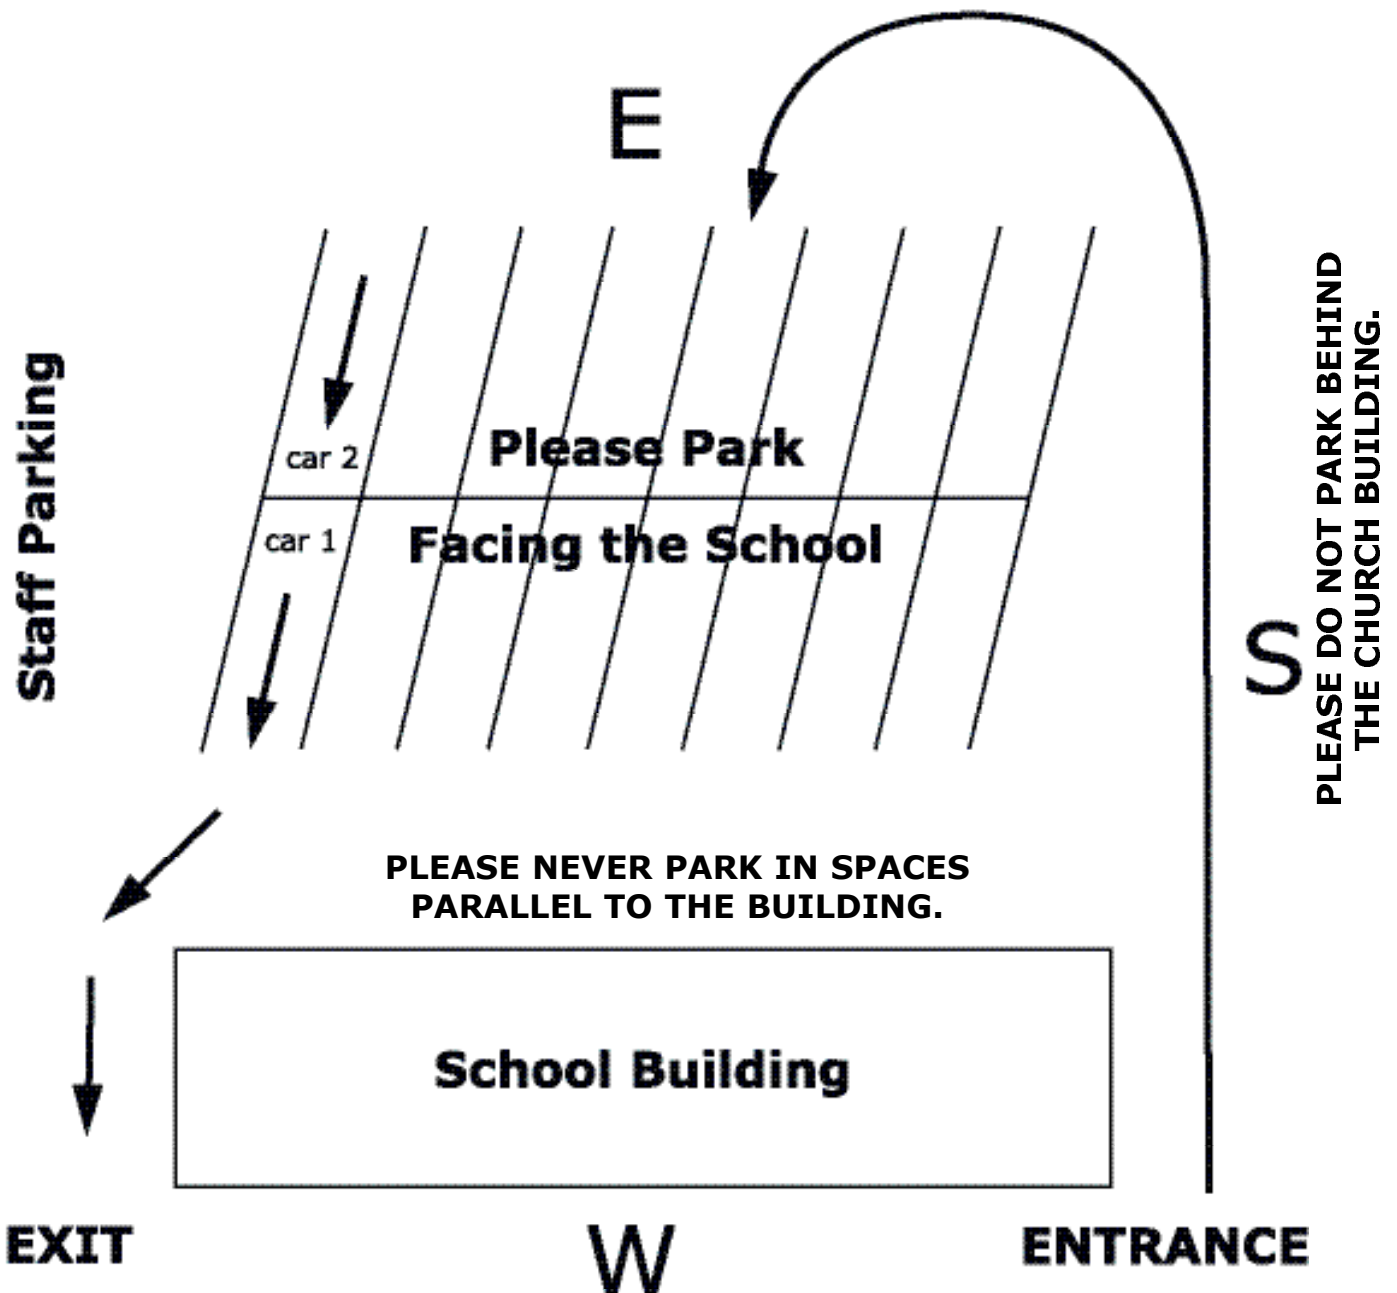 E
Staff Parking
car 2
Please Park
car 1
Facing the School
S
PLEASE DO NOT PARK BEHIND
THE CHURCH BUILDING.
PLEASE NEVER PARK IN SPACES
PARALLEL TO THE BUILDING.
School Building
EXIT
W
ENTRANCE